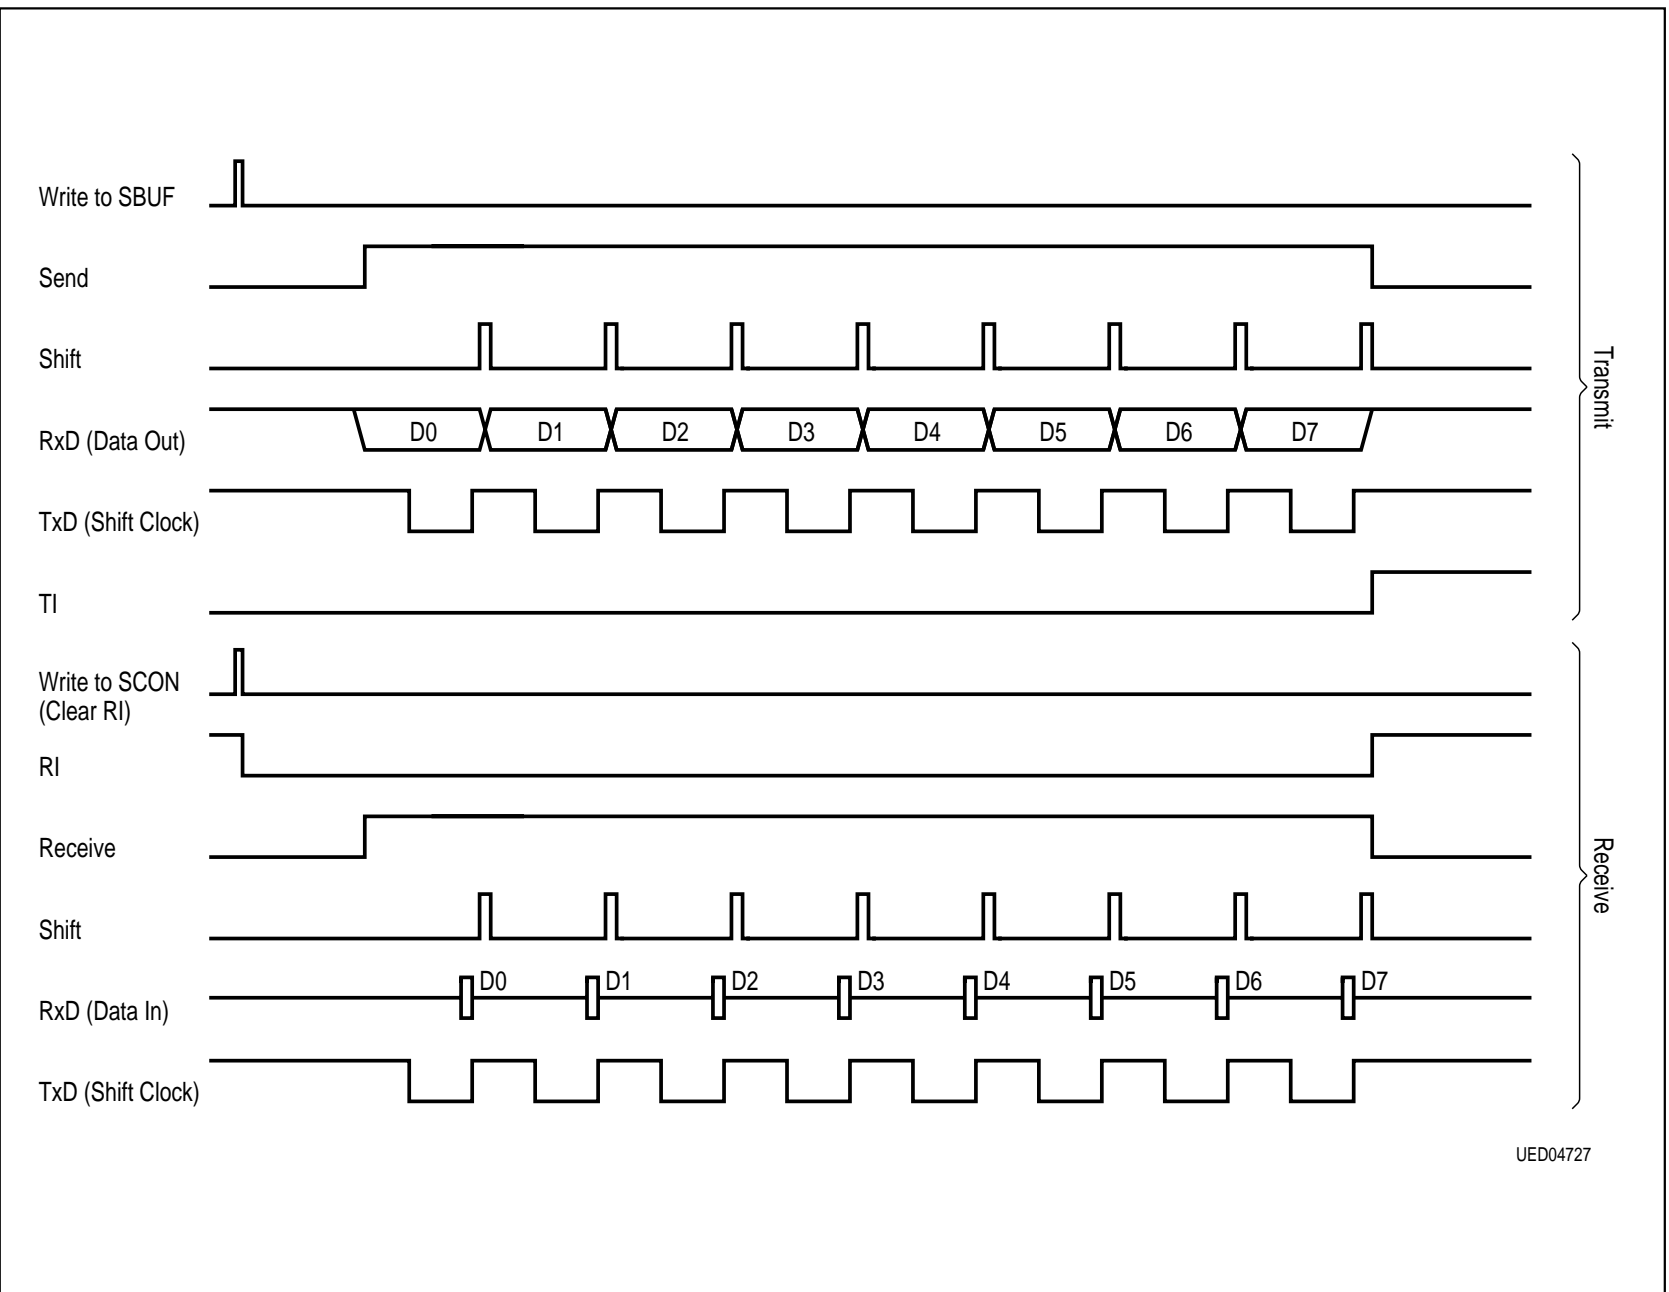 Write to SBUF
Send
Shift
RxD (Data Out)
D0 D1 D2 D3 D4 D5 D6 D7
TxD (Shift Clock)
TI
Transmit
Write to SCON
(Clear RI)
RI
Receive
Shift
RxD (Data In)
D0 D1 D2 D3 D4 D5 D6 D7
TxD (Shift Clock)
Receive
UED04727